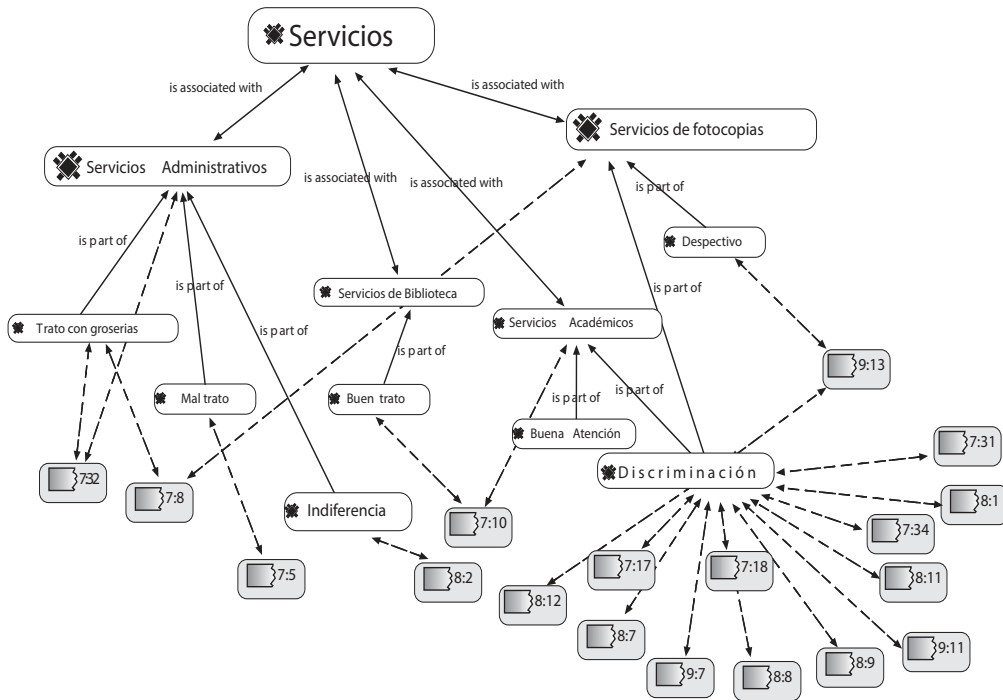 Servicios
is associated with
is associated with
Servicios de fotocopias
Servicios Administrativos
is associated with
is associated with
is part of
Despectivo
is part of
Servicios de Biblioteca
is part of
is part of
Servicios Académicos
Trato con groserias
is part of
is part of
9:13
is part of
Mal trato
Buen trato
is part of
Buena Atención
7:31
Discriminación
732
7:8
8:1
Indiferencia
7:10
7:34
7:17
7:18
8:11
7:5
8:2
8:12
8:7
9:11
8:9
9:7
8:8